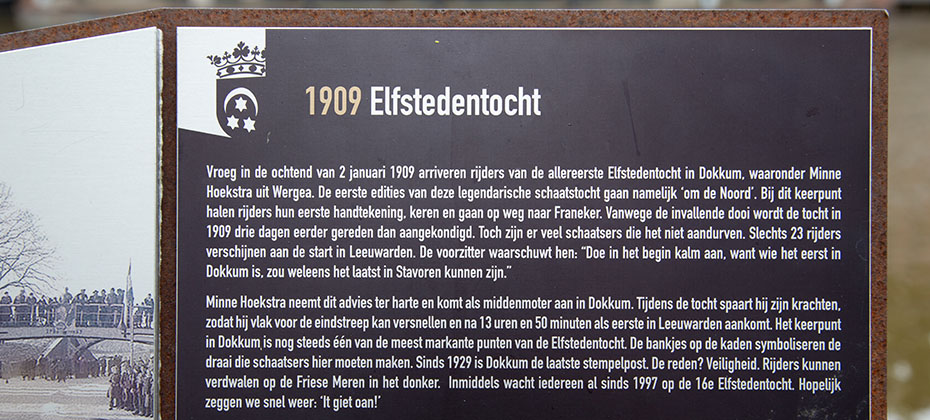 1909 Elfstedentocht
Vroeg in de ochtend van 2 januari 1909 arriveren rijders van de allereerste Elfstedentocht in Dokkum, waaronder Minne
Hoekstra uit Wergea. De eerste edities van deze legendarische schaatstocht gaan namelijk ‘om de Noord’. Bij dit keerpunt
halen rijders hun eerste handtekening, keren en gaan op weg naar Franeker. Vanwege de invallende dooi wordt de tocht in
1909 drie dagen eerder gereden dan aangekondigd. Toch zijn er veel schaatsers die het niet aandurven. Slechts 23 rijders
verschijnen aan de start in Leeuwarden. De voorzitter waarschuwt hen: “Doe in het begin kalm aan, want wie het eerst in
Dokkum is, zou weleens het laatst in Stavoren kunnen zijn.”
Minne Hoekstra neemt dit advies ter harte en komt als middenmoter aan in Dokkum. Tijdens de tocht spaart hij zijn krachten,
zodat hij vlak voor de eindstreep kan versnellen en na 13 uren en 50 minuten als eerste in Leeuwarden aankomt. Het keerpunt
in Dokkum is nog steeds één van de meest markante punten van de Elfstedentocht. De bankjes op de kaden symboliseren de
draai die schaatsers hier moeten maken. Sinds 1929 is Dokkum de laatste stempelpost. De reden? Veiligheid. Rijders kunnen
verdwalen op de Friese Meren in het donker. Inmiddels wacht iedereen al sinds 1997 op de 16e Elfstedentocht. Hopelijk
zeggen we snel weer: ‘It giet oan!’